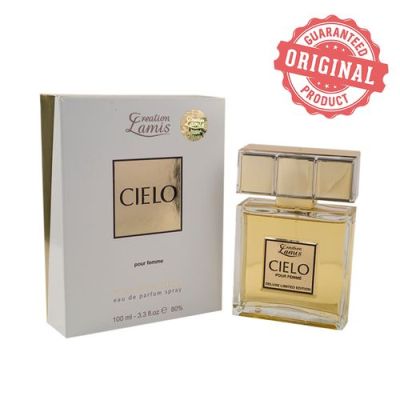 GUARANTEED
ORIGINAL
PRODUCT
Creation
Lamis
CIELO
pour femme
eau de parfum spray
100 ml - 3.3 fl.oz ℮ 80%
Creation
Lamis
CIELO
POUR FEMME
DELUXE LIMITED EDITION